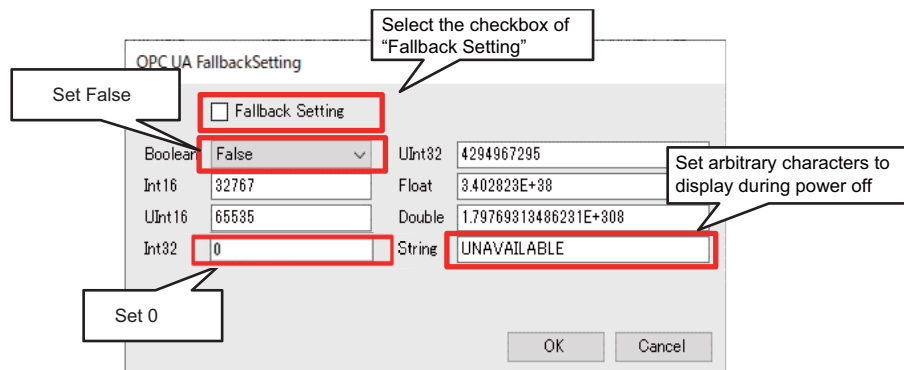 Select the checkbox of
“Fallback Setting”
OPC UA FallbackSetting
Set False
Fallback Setting
Boolean False UInt32 4294967295
Set arbitrary characters to
display during power off
Int16 32767 Float 3.402823E+38
UInt16 65535 Double 1.79769313486231E+308
Int32 0 String UNAVAILABLE
Set 0
OK Cancel